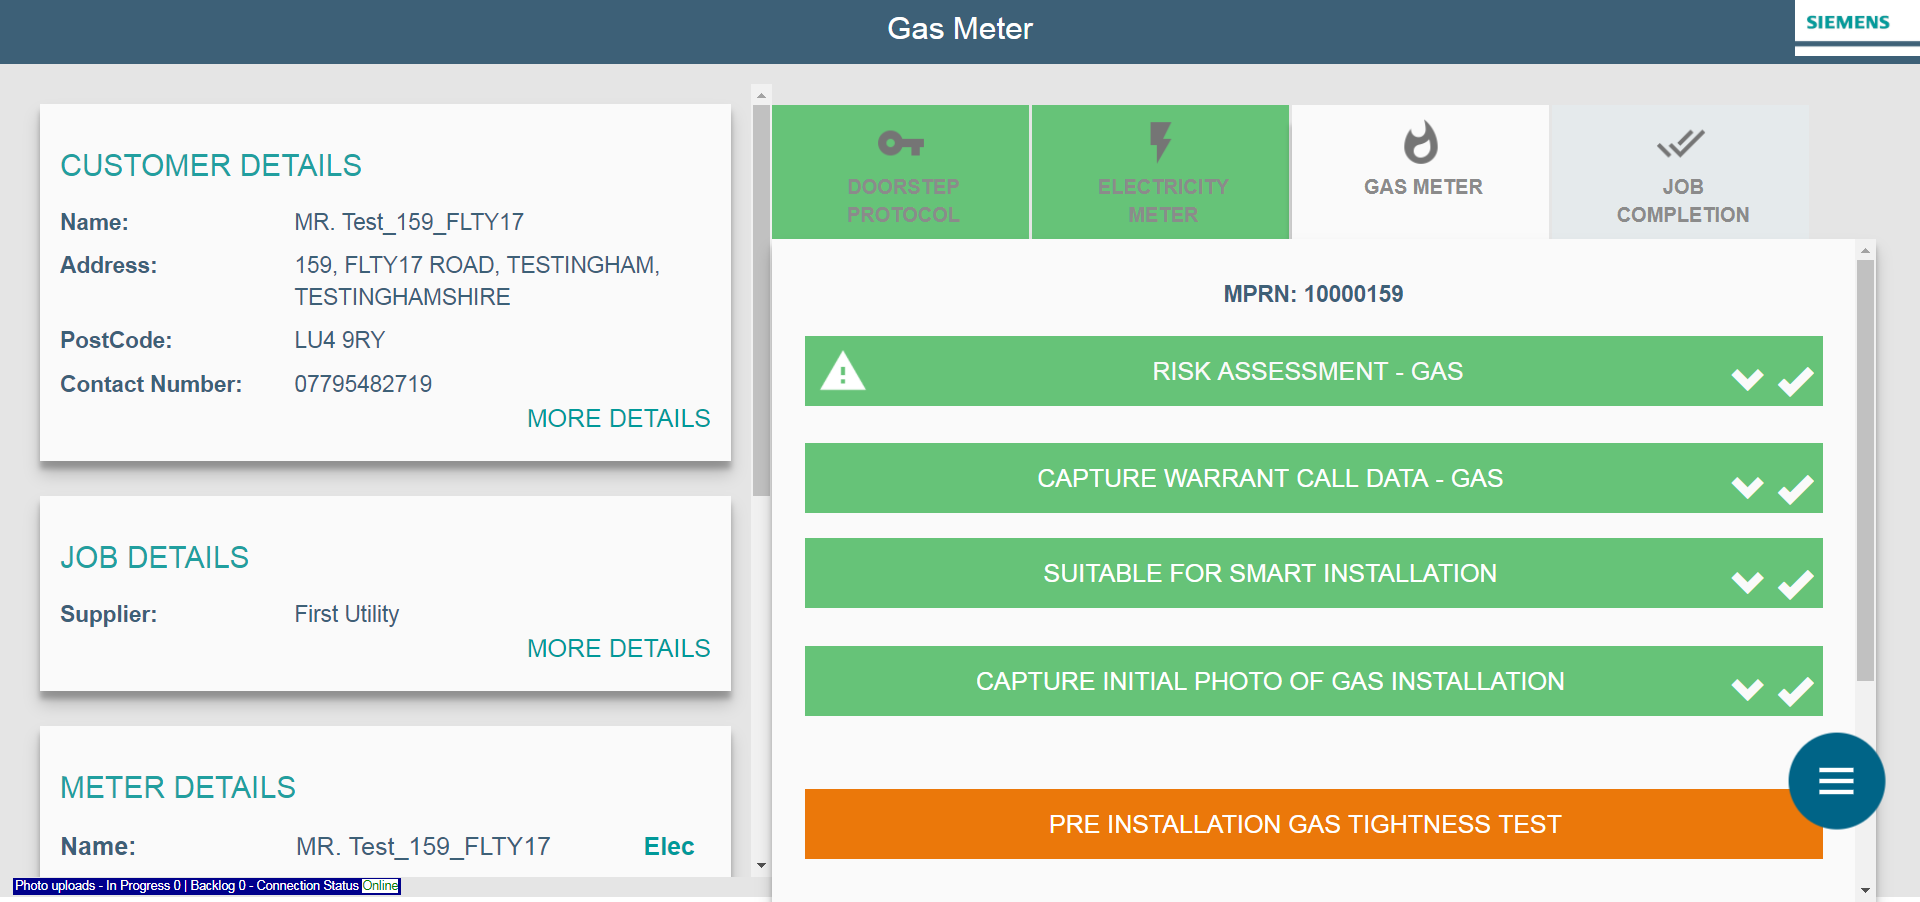 Gas Meter
SIEMENS
CUSTOMER DETAILS
Name: MR. Test_159_FLTY17
Address: 159, FLTY17 ROAD, TESTINGHAM,
TESTINGHAMSHIRE
PostCode: LU4 9RY
Contact Number: 07795482719
MORE DETAILS
JOB DETAILS
Supplier: First Utility
MORE DETAILS
METER DETAILS
Name: MR. Test_159_FLTY17 Elec
Photo uploads - In Progress 0 | Backlog 0 - Connection Status Online
DOORSTEP
PROTOCOL
ELECTRICITY
METER
GAS METER
JOB
COMPLETION
MPRN: 10000159
RISK ASSESSMENT - GAS
CAPTURE WARRANT CALL DATA - GAS
SUITABLE FOR SMART INSTALLATION
CAPTURE INITIAL PHOTO OF GAS INSTALLATION
PRE INSTALLATION GAS TIGHTNESS TEST